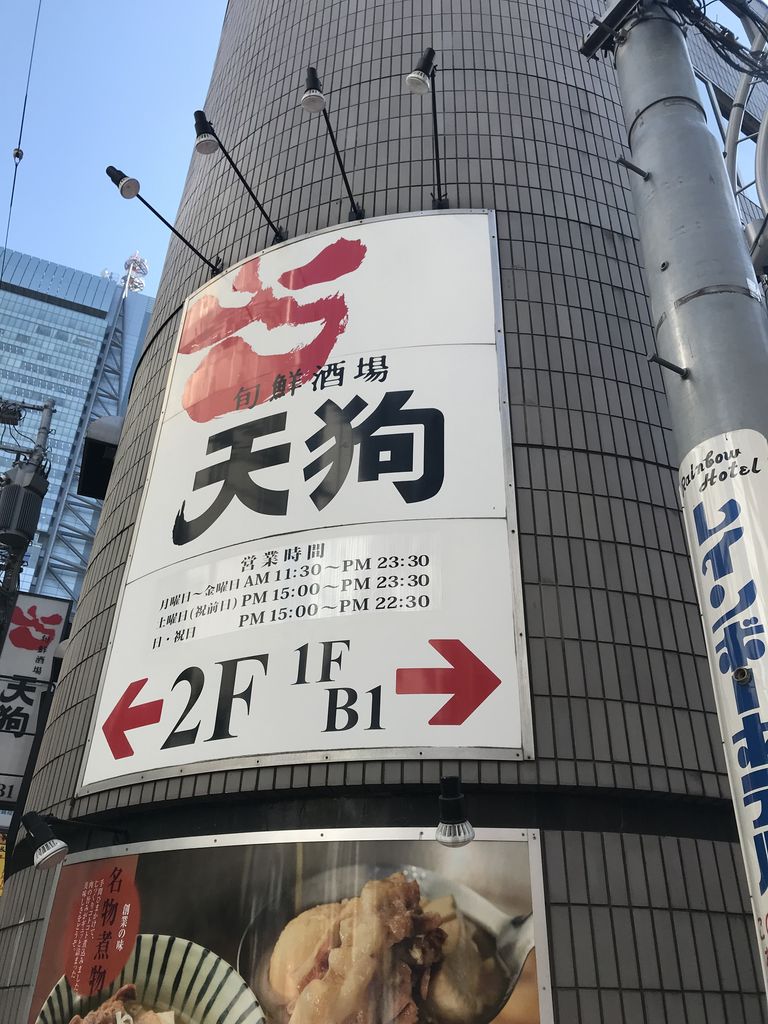 旬鮮酒場
天狗
営業時間
月曜日～金曜日 AM 11:30～PM 23:30
土曜日(祝前日) PM 15:00～PM 23:30
日・祝日 PM 15:00～PM 22:30
2F
1F
B1
Rainbow
Hotel
レインボーホテル
旬鮮酒場
天狗
B1
創業の味
名物煮物